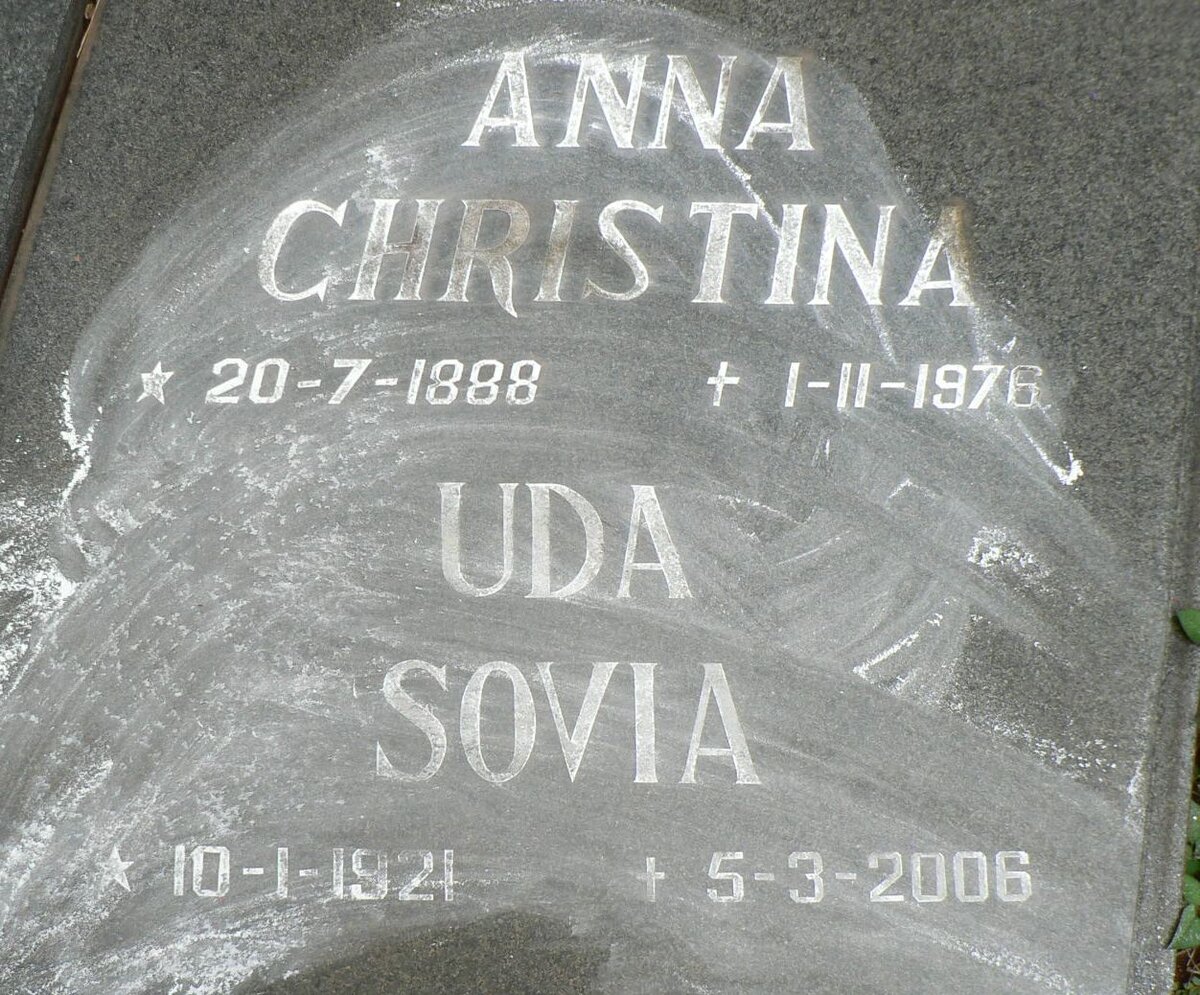 ANNA
CHRISTINA
★ 20-7-1888 † 1-11-1976
UDA
SOVIA
★ 10-1-1921 † 5-3-2006